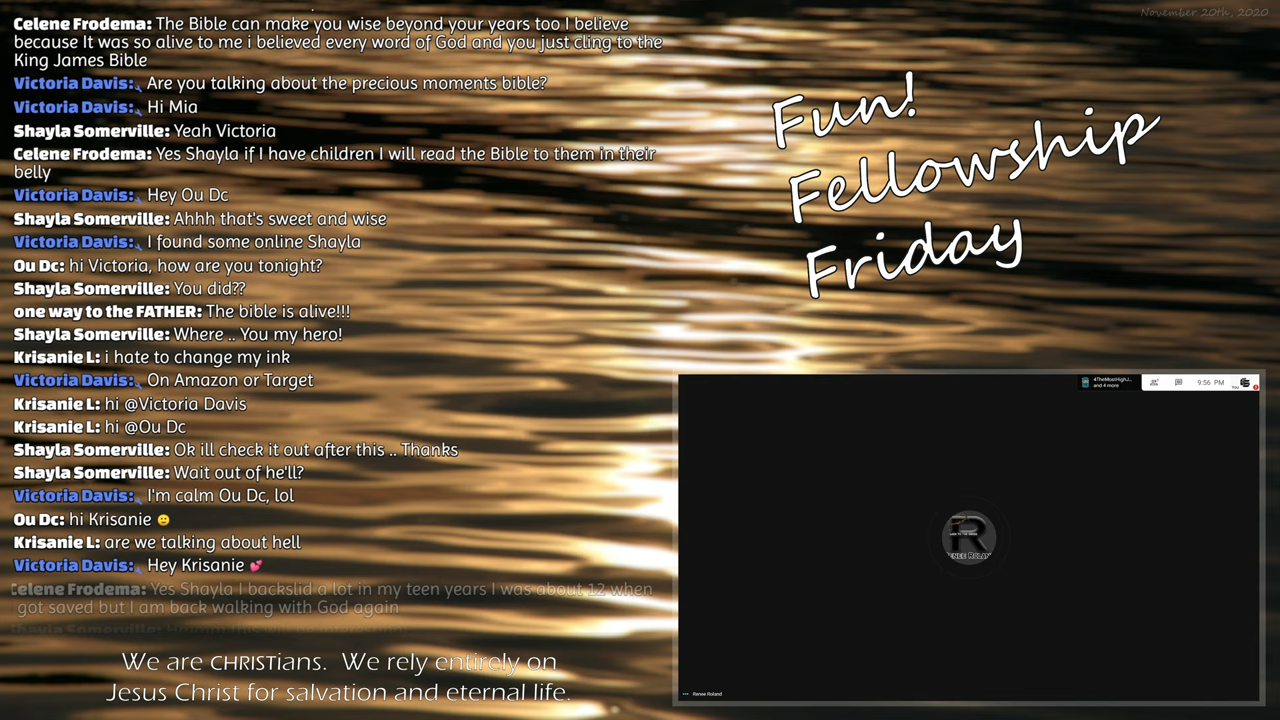 November 20th, 2020
Celene Frodema: The Bible can make you wise beyond your years too I believe
because It was so alive to me i believed every word of God and you just cling to the
King James Bible
Victoria Davis: Are you talking about the precious moments bible?
Victoria Davis: Hi Mia
Shayla Somerville: Yeah Victoria
Celene Frodema: Yes Shayla if I have children I will read the Bible to them in their
belly
Victoria Davis: Hey Ou Dc
Shayla Somerville: Ahhh that's sweet and wise
Victoria Davis: I found some online Shayla
Ou Dc: hi Victoria, how are you tonight?
Shayla Somerville: You did??
one way to the FATHER: The bible is alive!!!
Shayla Somerville: Where .. You my hero!
Krisanie L: i hate to change my ink
Victoria Davis: On Amazon or Target
Krisanie L: hi @Victoria Davis
Krisanie L: hi @Ou Dc
Shayla Somerville: Ok ill check it out after this .. Thanks
Shayla Somerville: Wait out of he'll?
Victoria Davis: I'm calm Ou Dc, lol
Ou Dc: hi Krisanie 🙂
Krisanie L: are we talking about hell
Victoria Davis: Hey Krisanie 💕
Celene Frodema: Yes Shayla I backslid a lot in my teen years I was about 12 when
got saved but I am back walking with God again
Shayla Somerville:
We are CHRISTians. We rely entirely on
Jesus Christ for salvation and eternal life.
Fun!
Fellowship
Friday
#TheMostHighJ...
and 4 more
9:56 PM
You
R
Renee Roland